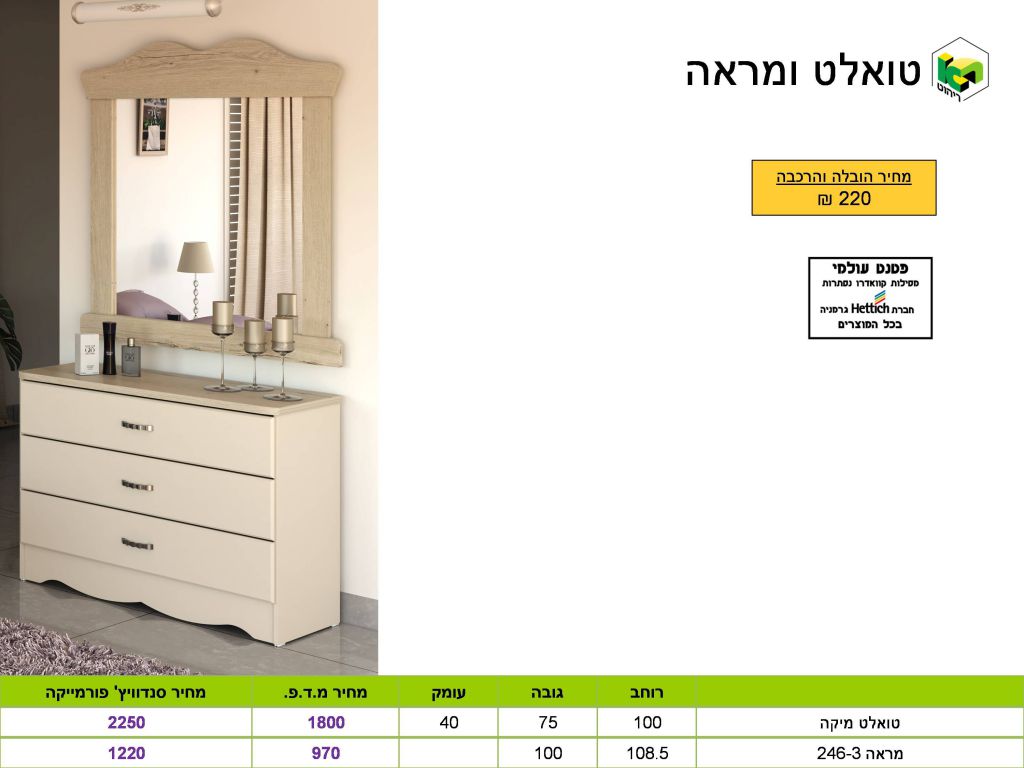 טואלט ומראה
ריהוט
מחיר הובלה והרכבה
220 ₪
פטנט עולמי
מסילות קוואדרו נסתרות
חברת Hettich גרמניה
בכל המוצרים
רוחב גובה עומק מחיר מ.ד.פ. מחיר סנדוויץ' פורמייקה
טואלט מיקה 100 75 40 1800 2250
מראה 246-3 108.5 100 970 1220